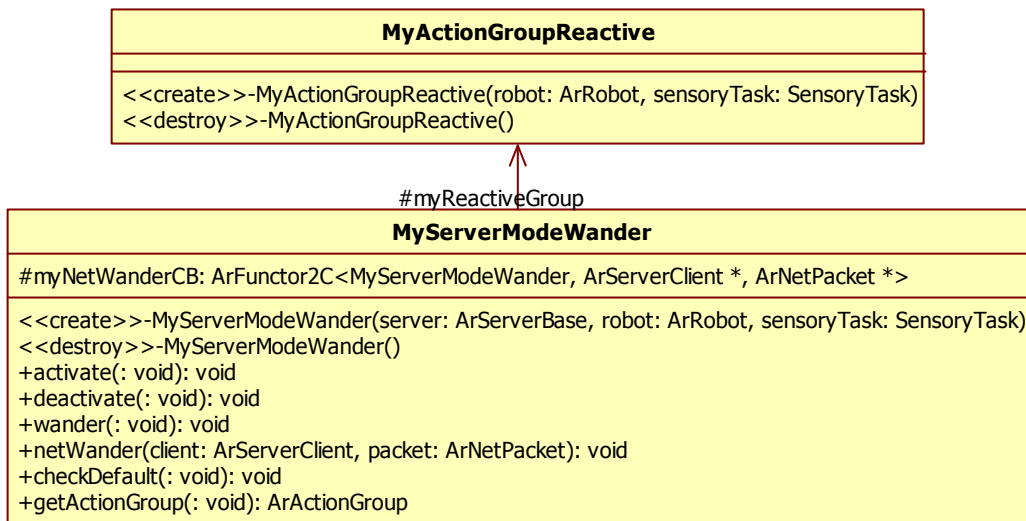 MyActionGroupReactive
<<create>>-MyActionGroupReactive(robot: ArRobot, sensoryTask: SensoryTask)
<<destroy>>-MyActionGroupReactive()
#myReactiveGroup
MyServerModeWander
#myNetWanderCB: ArFunctor2C<MyServerModeWander, ArServerClient *, ArNetPacket *>
<<create>>-MyServerModeWander(server: ArServerBase, robot: ArRobot, sensoryTask: SensoryTask)
<<destroy>>-MyServerModeWander()
+activate(: void): void
+deactivate(: void): void
+wander(: void): void
+netWander(client: ArServerClient, packet: ArNetPacket): void
+checkDefault(: void): void
+getActionGroup(: void): ArActionGroup